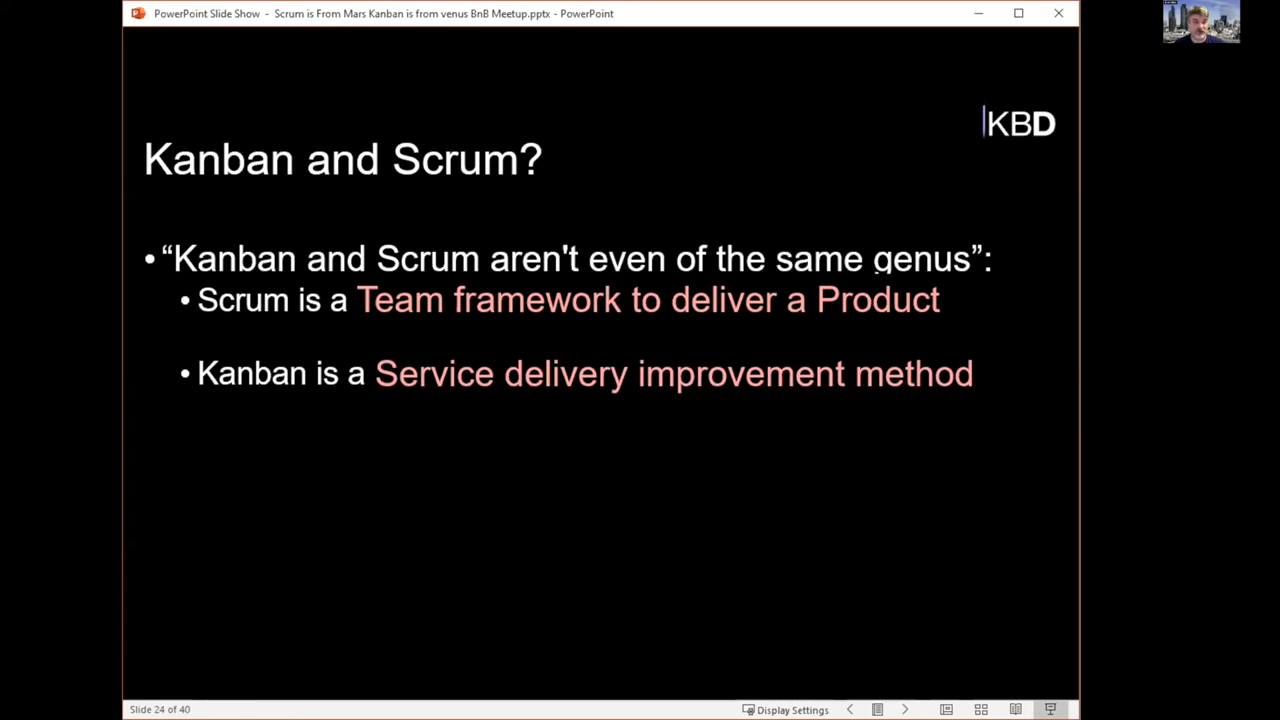 PowerPoint Slide Show - Scrum is From Mars Kanban is from venus BnB Meetup.pptx - PowerPoint
KBD
Kanban and Scrum?
• “Kanban and Scrum aren't even of the same genus”:
• Scrum is a Team framework to deliver a Product
• Kanban is a Service delivery improvement method
Slide 24 of 40
Display Settings